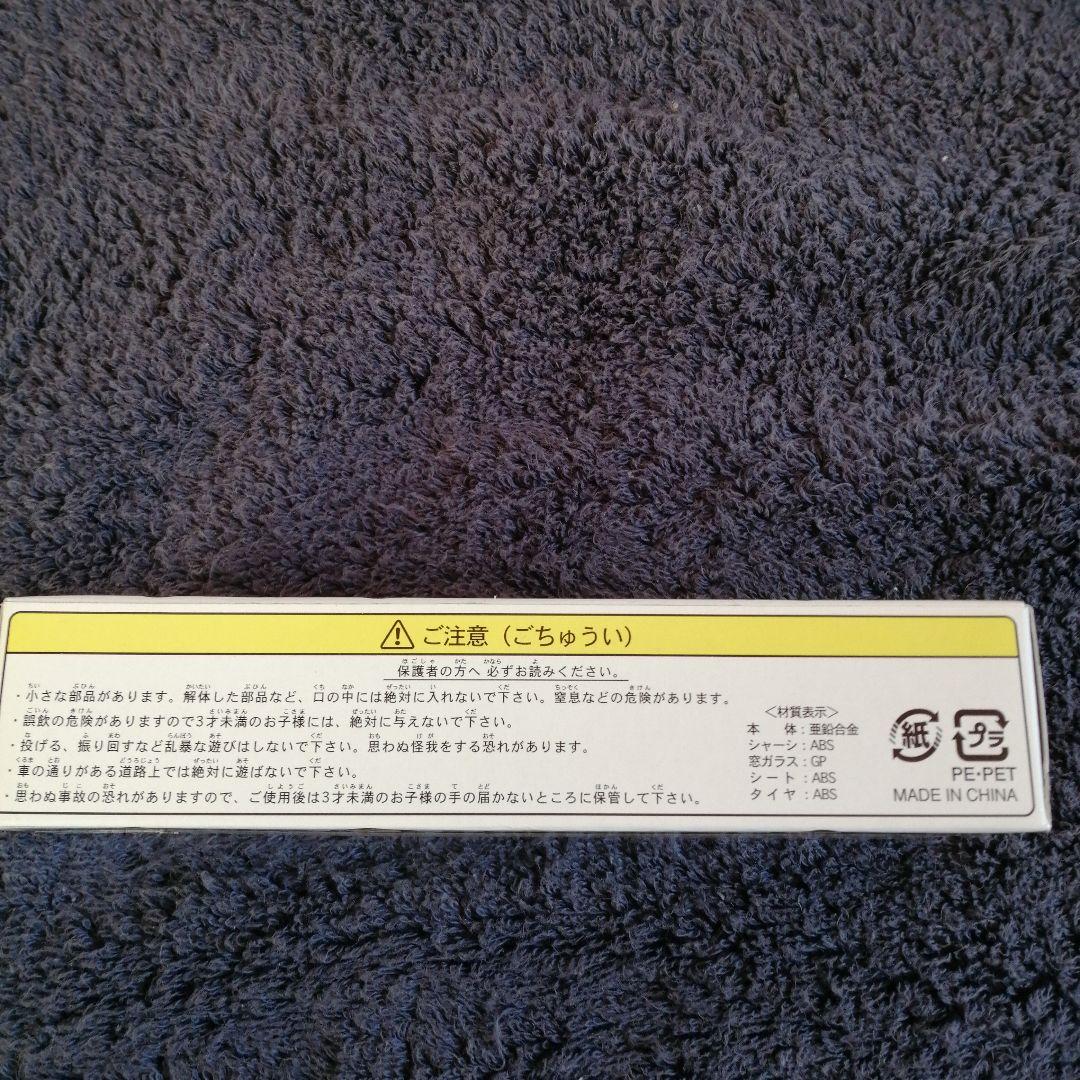 ご注意（ごちゅうい）
保護者の方へ 必ずお読みください。
・小さな部品があります。解体した部品など、口の中には絶対に入れないで下さい。窒息などの危険があります。
・誤飲の危険がありますので3才未満のお子様には、絶対に与えないで下さい。
・投げる、振り回すなど乱暴な遊びはしないで下さい。思わぬ怪我をする恐れがあります。
・車の通りがある道路上では絶対に遊ばないで下さい。
・思わぬ事故の恐れがありますので、ご使用後は3才未満のお子様の手の届かないところに保管して下さい。
＜材質表示＞
本　体：亜鉛合金
シャーシ：ABS
窓ガラス：GP
シート：ABS
タイヤ：ABS
紙
プラ
PE・PET
MADE IN CHINA